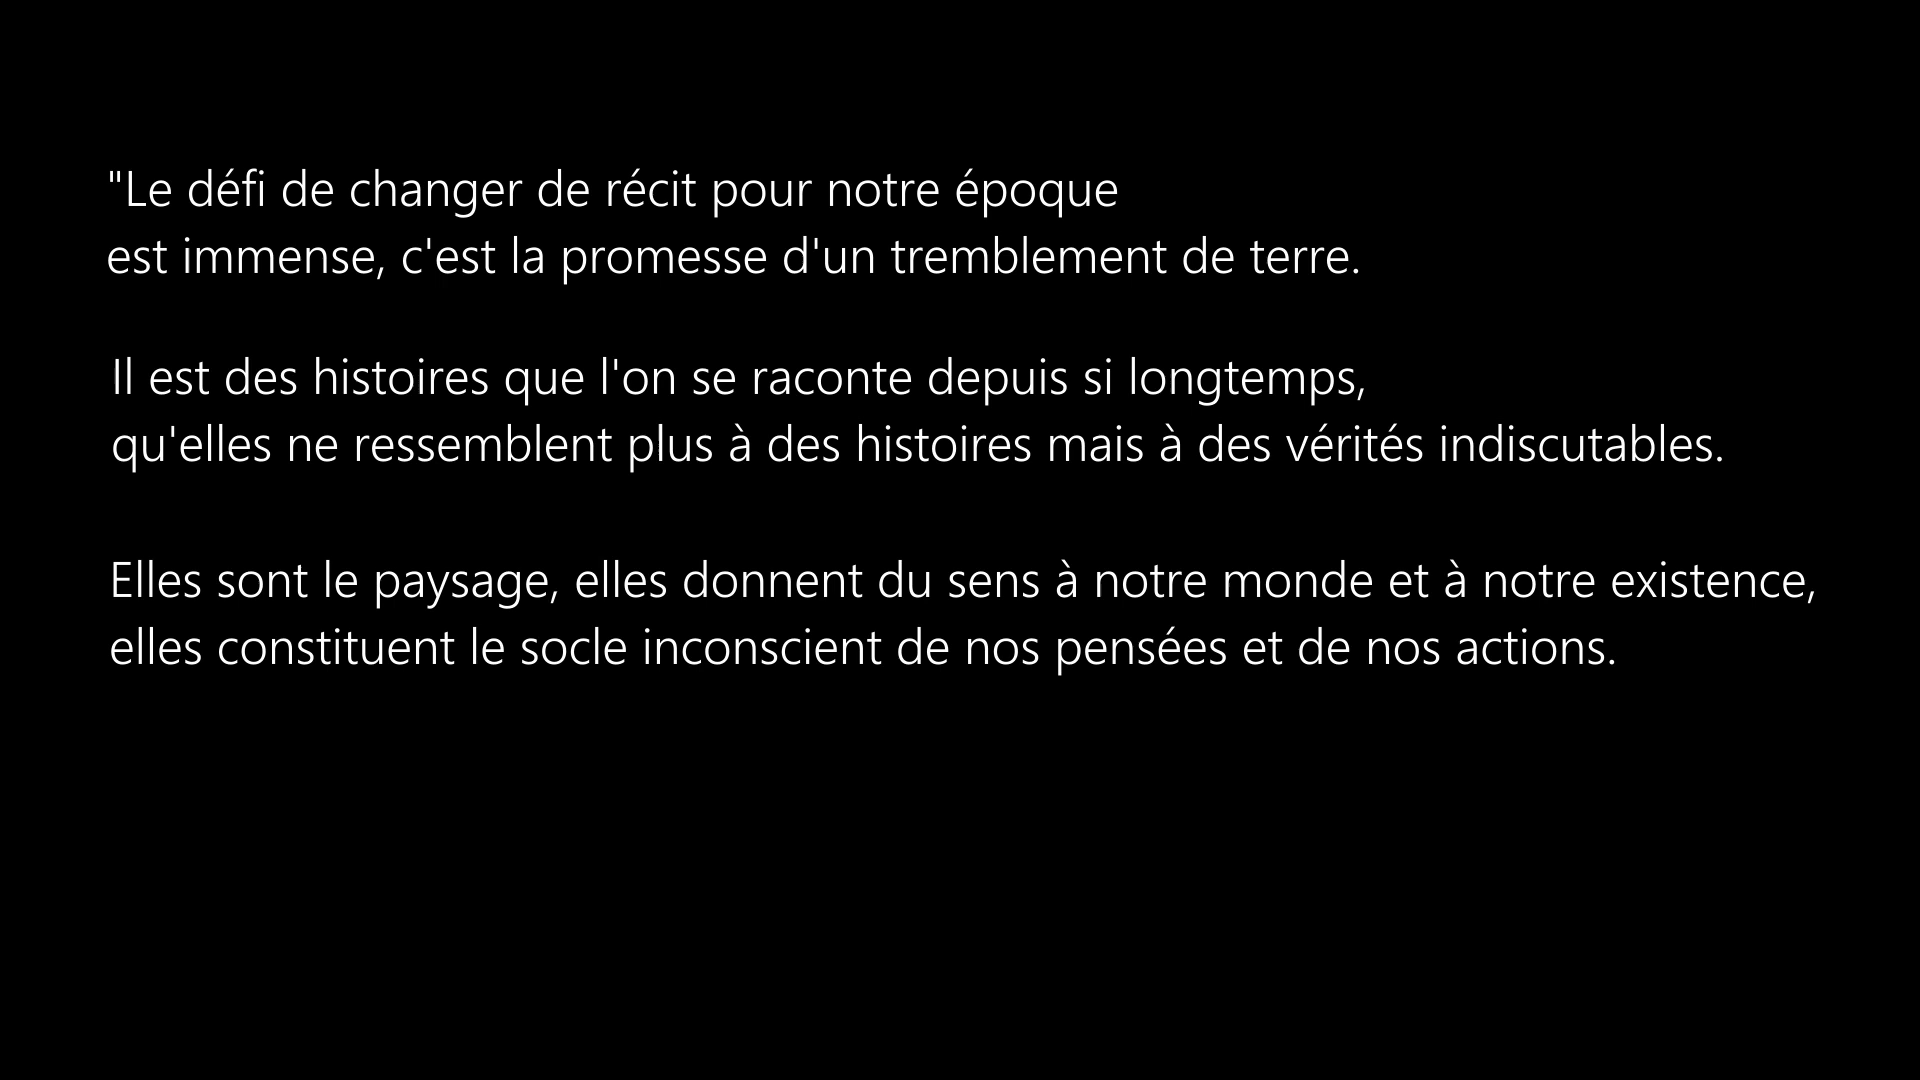 "Le défi de changer de récit pour notre époque
est immense, c'est la promesse d'un tremblement de terre.
Il est des histoires que l'on se raconte depuis si longtemps,
qu'elles ne ressemblent plus à des histoires mais à des vérités indiscutables.
Elles sont le paysage, elles donnent du sens à notre monde et à notre existence,
elles constituent le socle inconscient de nos pensées et de nos actions.